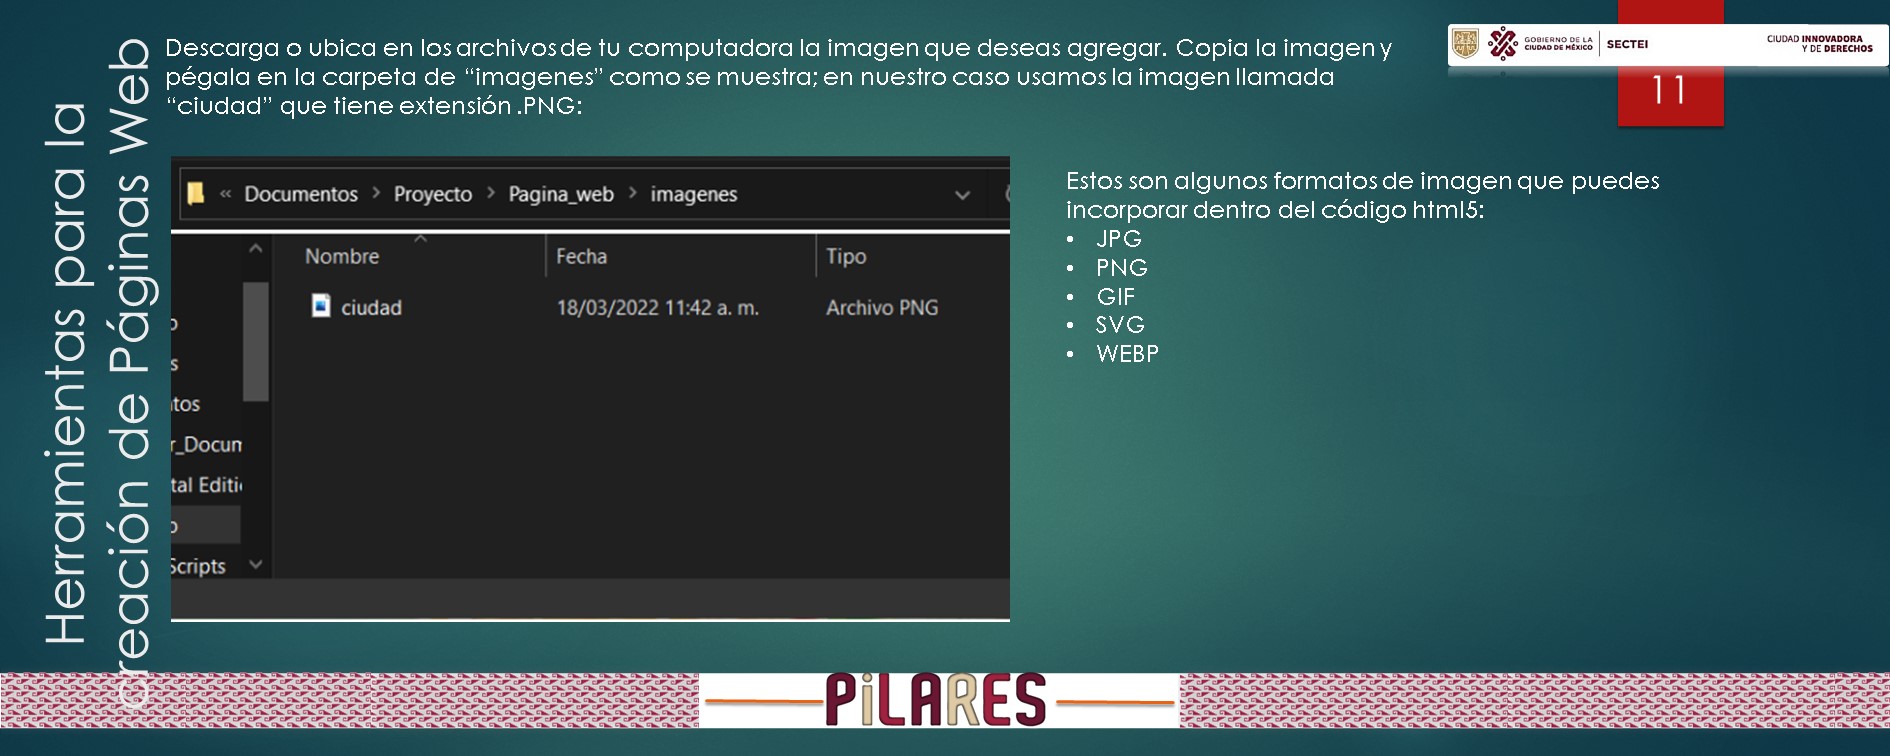 Herramientas para la
creación de Páginas Web
Descarga o ubica en los archivos de tu computadora la imagen que deseas agregar. Copia la imagen y
pégala en la carpeta de “imagenes” como se muestra; en nuestro caso usamos la imagen llamada
“ciudad” que tiene extensión .PNG:
GOBIERNO DE LA
CIUDAD DE MÉXICO
SECTEI
CIUDAD INNOVADORA
Y DE DERECHOS
11
« Documentos > Proyecto > Pagina_web > imagenes
Nombre Fecha Tipo
ciudad 18/03/2022 11:42 a. m. Archivo PNG
o
s
tos
r_Docum
tal Editi
o
Scripts
Estos son algunos formatos de imagen que puedes
incorporar dentro del código html5:
• JPG
• PNG
• GIF
• SVG
• WEBP
PiLARES